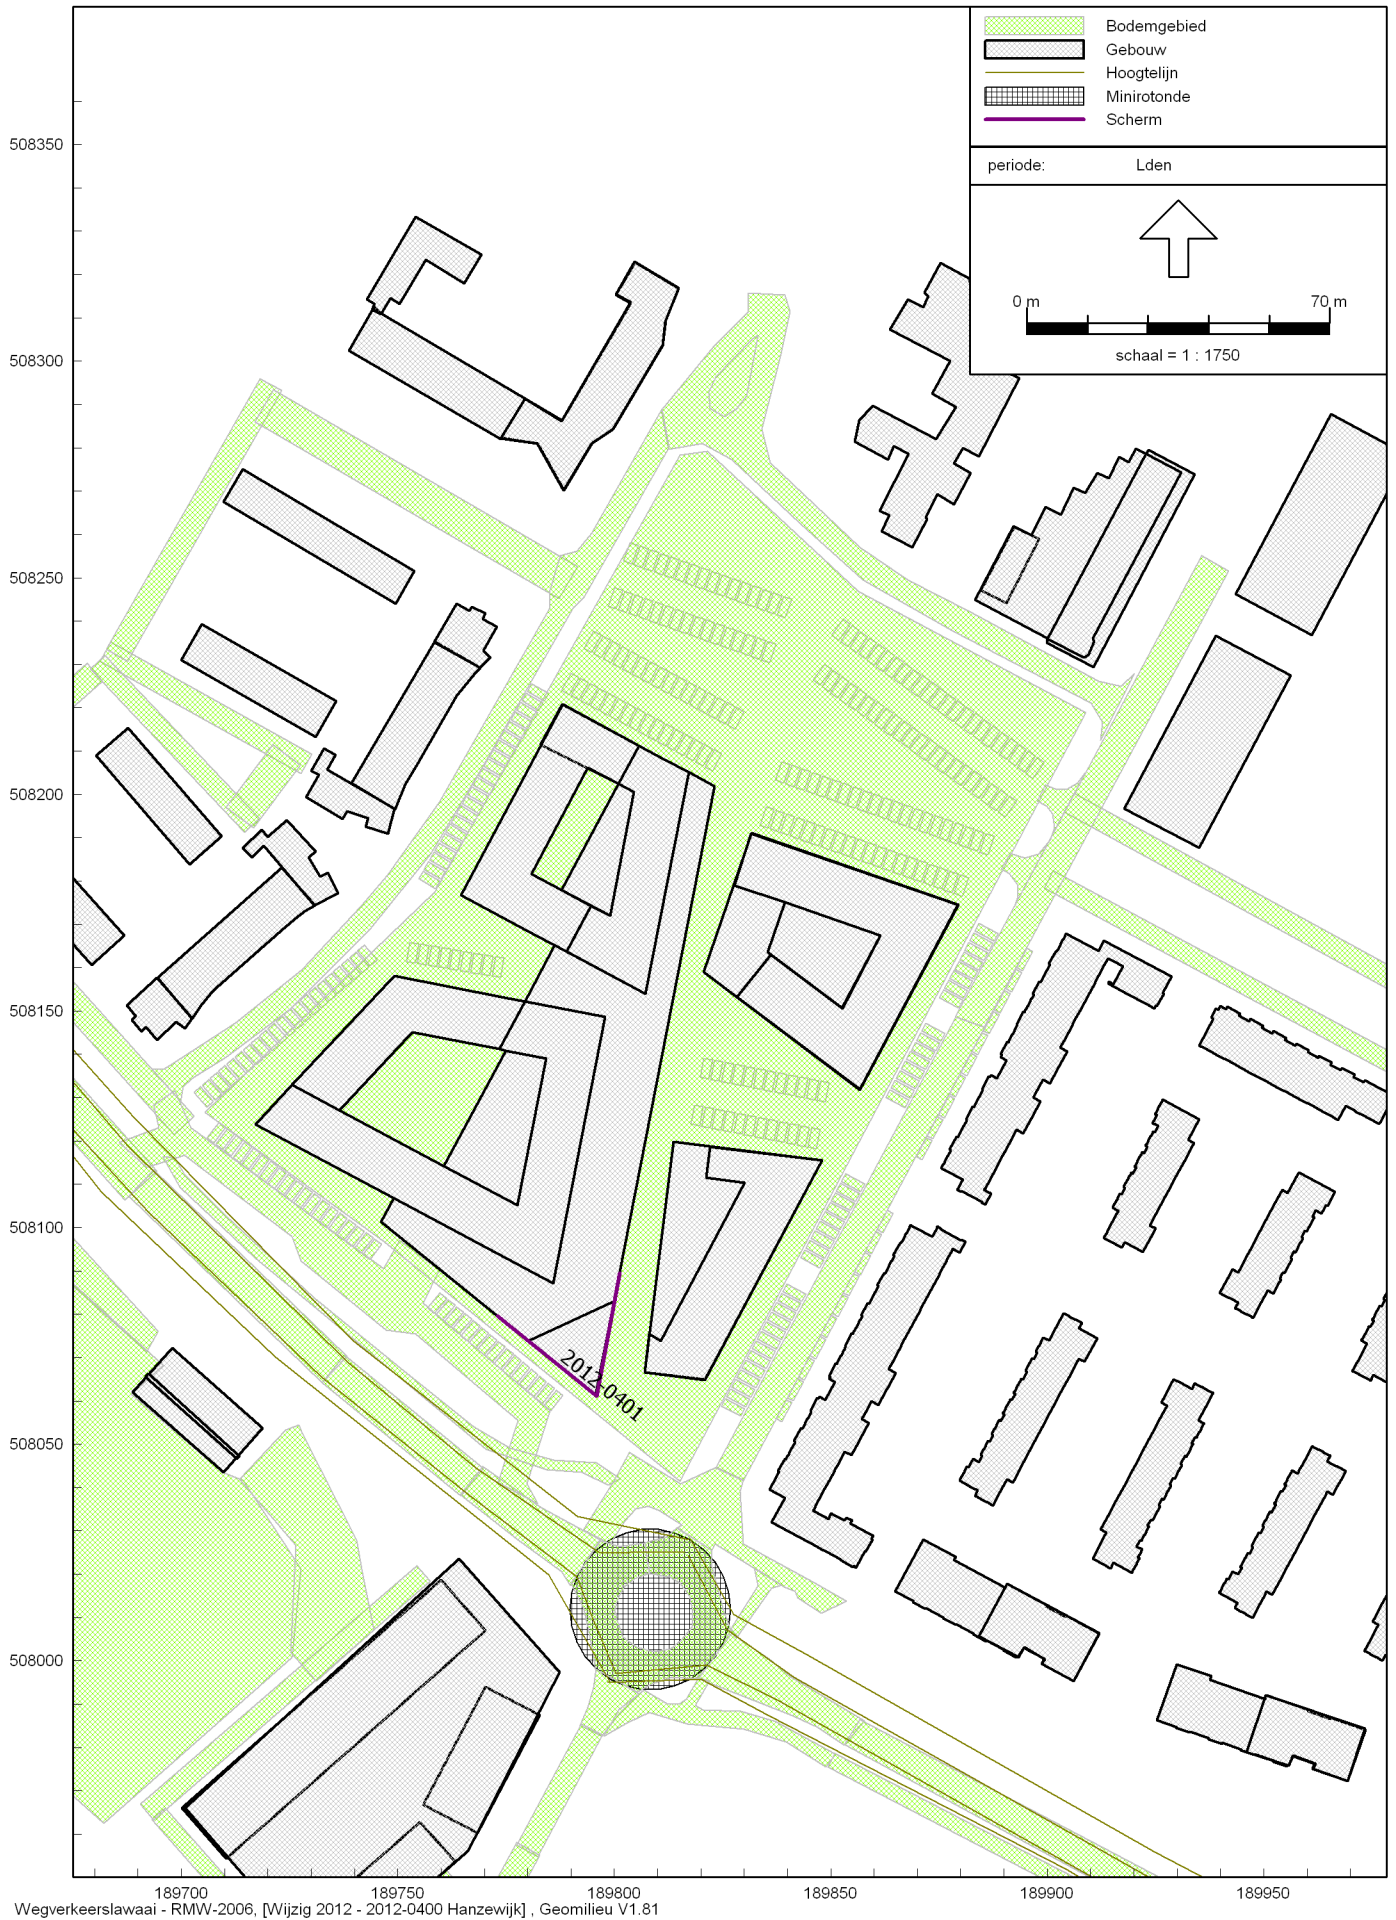 Bodemgebied
Gebouw
Hoogtelijn
Minirotonde
Scherm
periode: Lden
0 m 70 m
schaal = 1 : 1750
508350
508300
508250
508200
508150
508100
508050
508000
2012-0401
189700 189750 189800 189850 189900 189950
Wegverkeerslawaai - RMW-2006, [Wijzig 2012 - 2012-0400 Hanzewijk] , Geomilieu V1.81